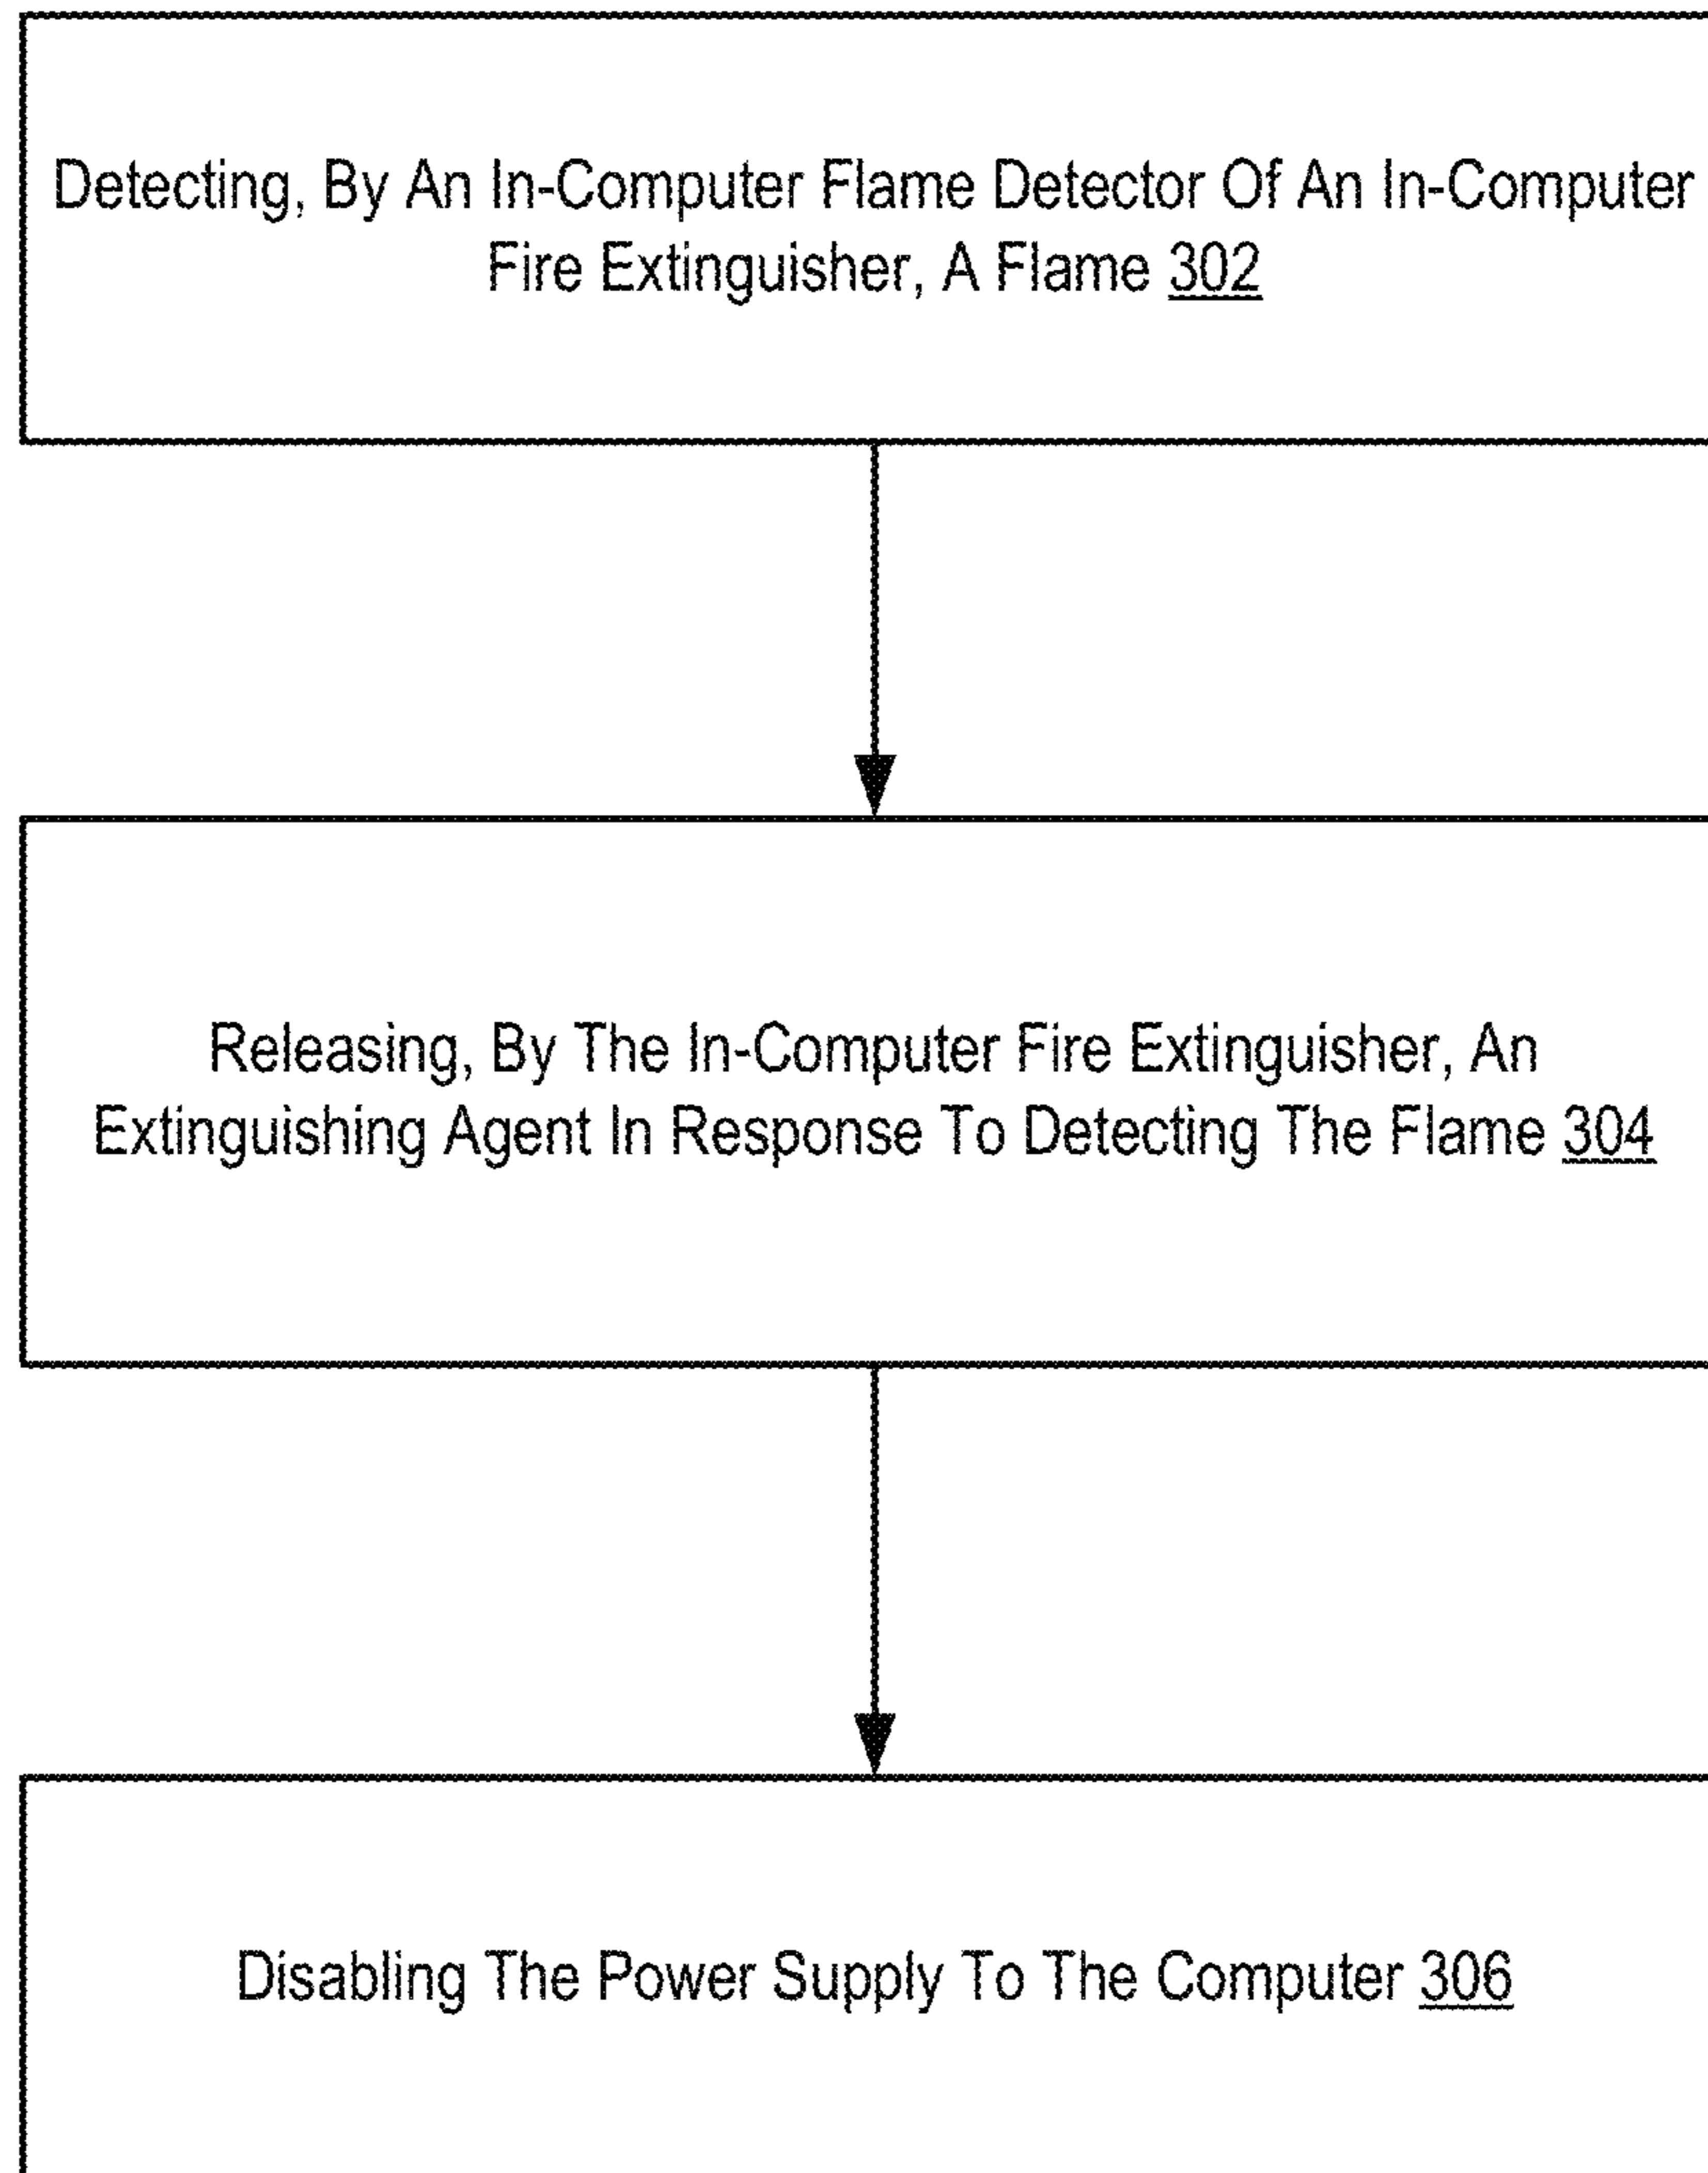 Detecting, By An In-Computer Flame Detector Of An In-Computer
Fire Extinguisher, A Flame 302
Releasing, By The In-Computer Fire Extinguisher, An
Extinguishing Agent In Response To Detecting The Flame 304
Disabling The Power Supply To The Computer 306